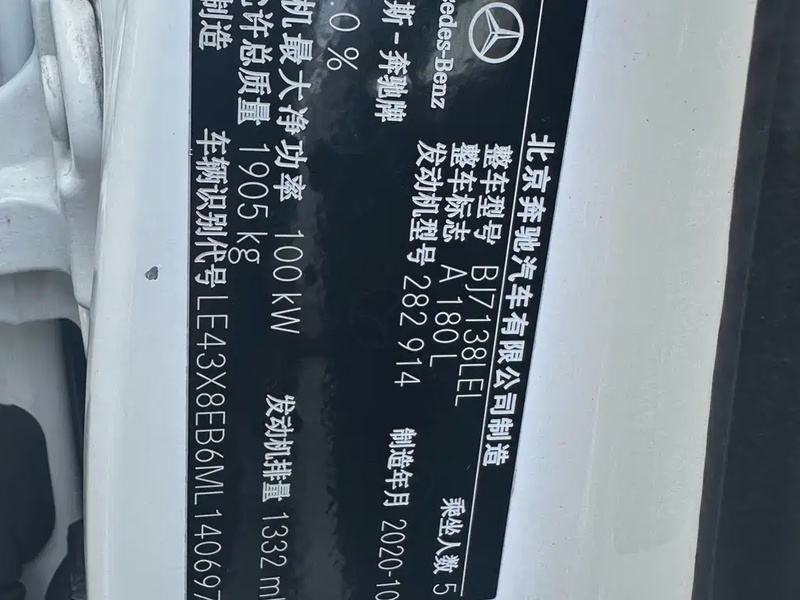 北京奔驰汽车有限公司制造
Mercedes-Benz
斯-奔驰牌
整车型号 BJ7138LEL
整车标志 A 180 L
乘坐人数 5
发动机型号 282 914
制造年月 2020-10
.0 %
机最大净功率 100 kW
发动机排量 1332 ml
允许总质量 1905 kg
制造
车辆识别代号 LE43X8EB6ML140697